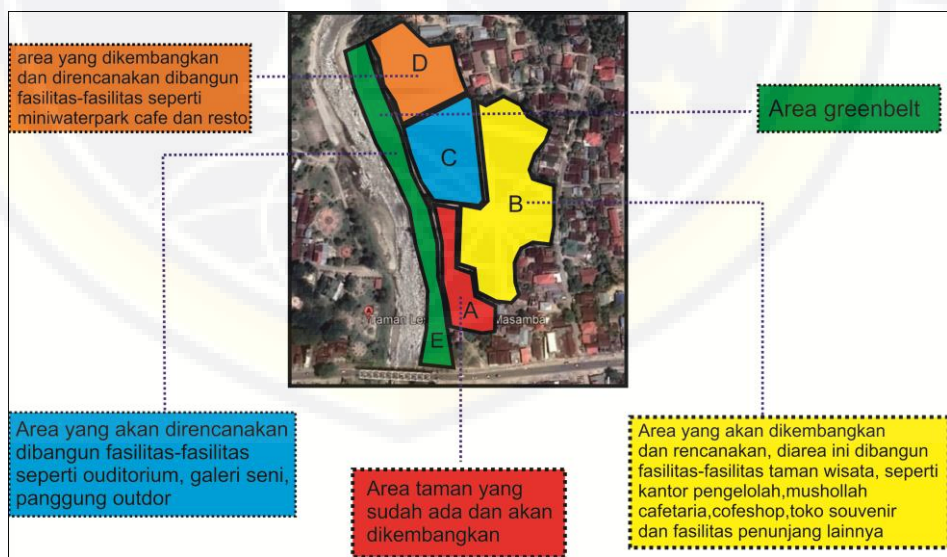 area yang dikembangkan
dan direncanakan dibangun
fasilitas-fasilitas seperti
miniwaterpark cafe dan resto
D
Area greenbelt
C
B
A
E
Masamba
Area yang akan direncanakan
dibangun fasilitas-fasilitas
seperti ouditorium, galeri seni,
panggung outdor
Area taman yang
sudah ada dan akan
dikembangkan
Area yang akan dikembangkan
dan rencanakan, diarea ini dibangun
fasilitas-fasilitas taman wisata, seperti
kantor pengelolah,mushollah
cafetaria,cofeshop,toko souvenir
dan fasilitas penunjang lainnya